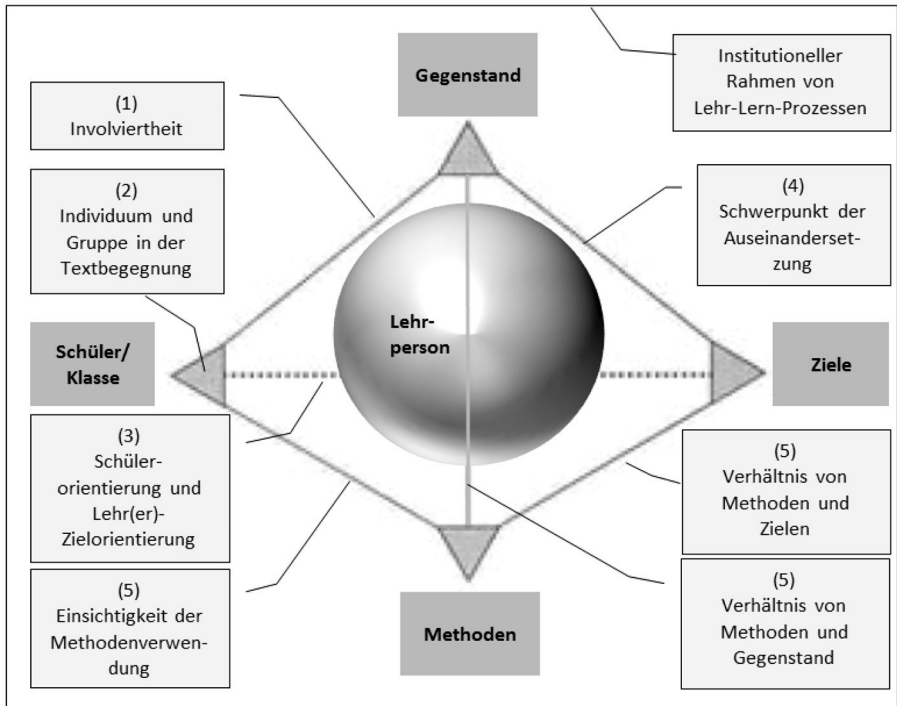 Gegenstand
Institutioneller
Rahmen von
Lehr-Lern-Prozessen
(1)
Involviertheit
(2)
Individuum und
Gruppe in der
Textbegegnung
(4)
Schwerpunkt der
Auseinanderset-
zung
Lehr-
person
Schüler/
Klasse
Ziele
(3)
Schüler-
orientierung und
Lehr(er)-
Zielorientierung
(5)
Verhältnis von
Methoden und
Zielen
(5)
Einsichtigkeit der
Methodenverwen-
dung
Methoden
(5)
Verhältnis von
Methoden und
Gegenstand